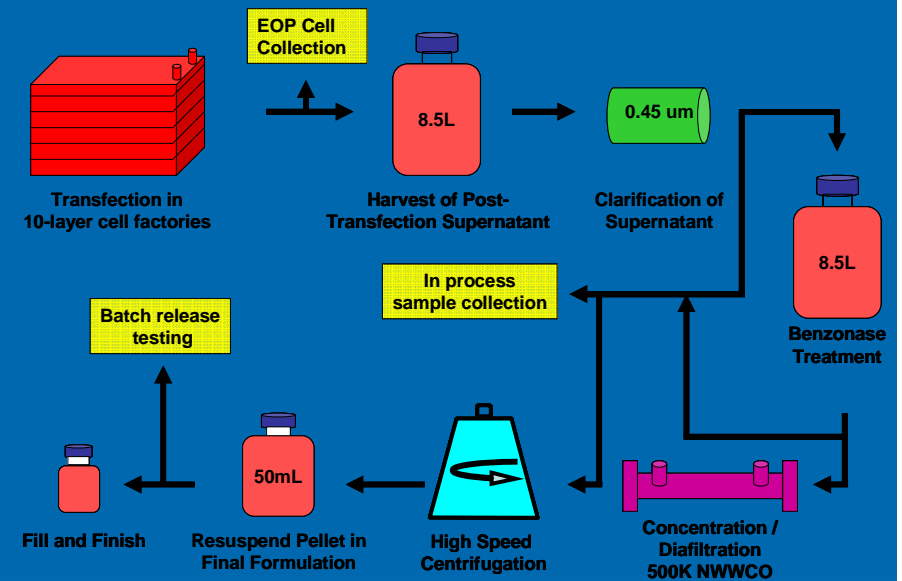 EOP Cell
Collection
8.5L
0.45 um
Transfection in
10-layer cell factories
Harvest of Post-
Transfection Supernatant
Clarification of
Supernatant
8.5L
In process
sample collection
Batch release
testing
Benzonase
Treatment
50mL
Fill and Finish
Resuspend Pellet in
Final Formulation
High Speed
Centrifugation
Concentration /
Diafiltration
500K NWWCO